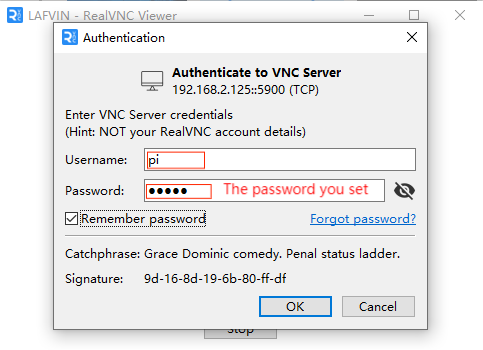 LAFVIN - RealVNC Viewer
Authentication
Authenticate to VNC Server
192.168.2.125::5900 (TCP)
Enter VNC Server credentials
(Hint: NOT your RealVNC account details)
Username: pi
Password: ●●●●● The password you set
Remember password Forgot password?
Catchphrase: Grace Dominic comedy. Penal status ladder.
Signature: 9d-16-8d-19-6b-80-ff-df
OK Cancel
Stop